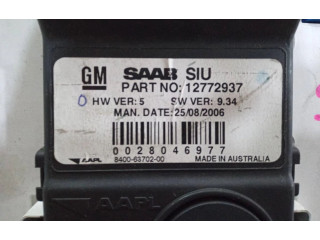 GM SAAB SIU
PART NO: 12772937
0 HW VER: 5 SW VER: 9.34
MAN. DATE: 25/08/2006
0028046977
AAPL 8400-63702-00 MADE IN AUSTRALIA
AAPL